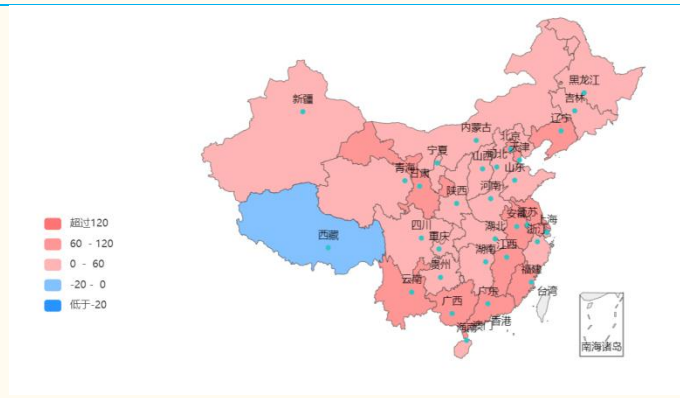 黑龙江
吉林
辽宁
新疆
内蒙古
北京
天津
宁夏
山西
河北
山东
青海
甘肃
陕西
河南
安徽
江苏
上海
浙江
四川
重庆
湖北
湖南
江西
西藏
贵州
福建
云南
广西
广东
台湾
香港
澳门
海南
南海诸岛
超过120
60 - 120
0 - 60
-20 - 0
低于-20